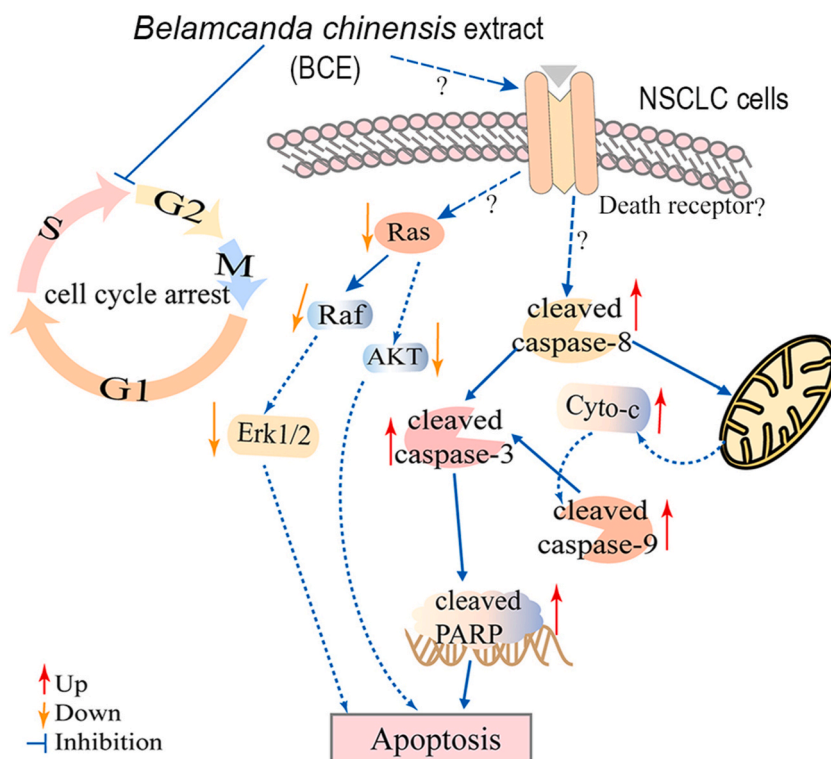 Belamcanda chinensis extract
(BCE)
?
NSCLC cells
Death receptor?
?
?
S
G2
M
G1
cell cycle arrest
Ras
Raf
AKT
Erk1/2
cleaved
caspase-8
Cyto-c
cleaved
caspase-3
cleaved
caspase-9
cleaved
PARP
Up
Down
Inhibition
Apoptosis